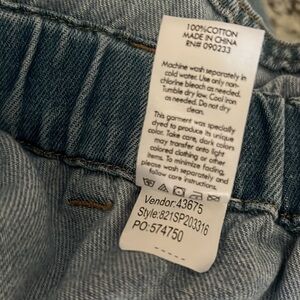 100%COTTON
MADE IN CHINA
RN# 090233
Machine wash separately in
cold water. Use only non-
chlorine bleach as needed.
Tumble dry low. Cool iron
as needed. Do not dry
clean.
This garment was specially
dyed to produce its unique
color. Take care, dark colors
may transfer onto light
colored clothing or other
items. To minimize fading,
please wash separately and
follow care instructions.
Vendor:43675
Style:821SP203316
PO:574750